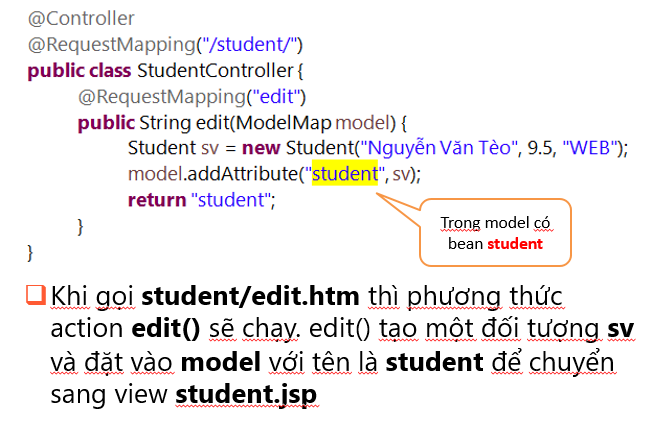 @Controller
@RequestMapping("/student/")
public class StudentController {
@RequestMapping("edit")
public String edit(ModelMap model) {
Student sv = new Student("Nguyễn Văn Tèo", 9.5, "WEB");
model.addAttribute("student", sv);
return "student";
}
}
Trong model có
bean student
Khi gọi student/edit.htm thì phương thức
action edit() sẽ chạy. edit() tạo một đối tượng sv
và đặt vào model với tên là student để chuyển
sang view student.jsp